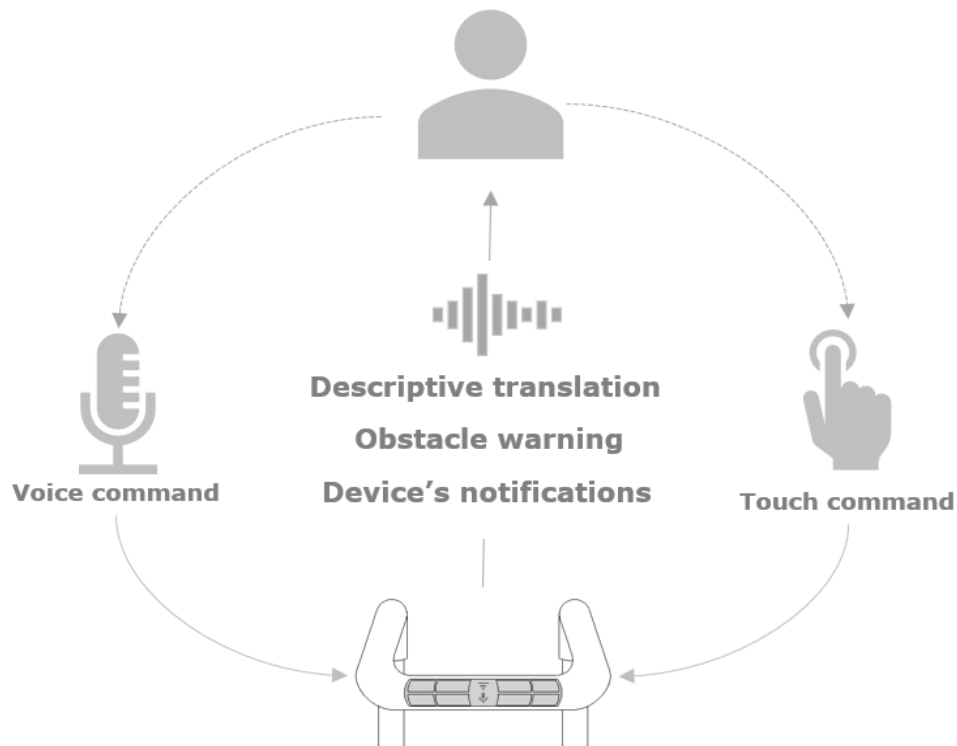 Descriptive translation
Obstacle warning
Device's notifications
Voice command
Touch command